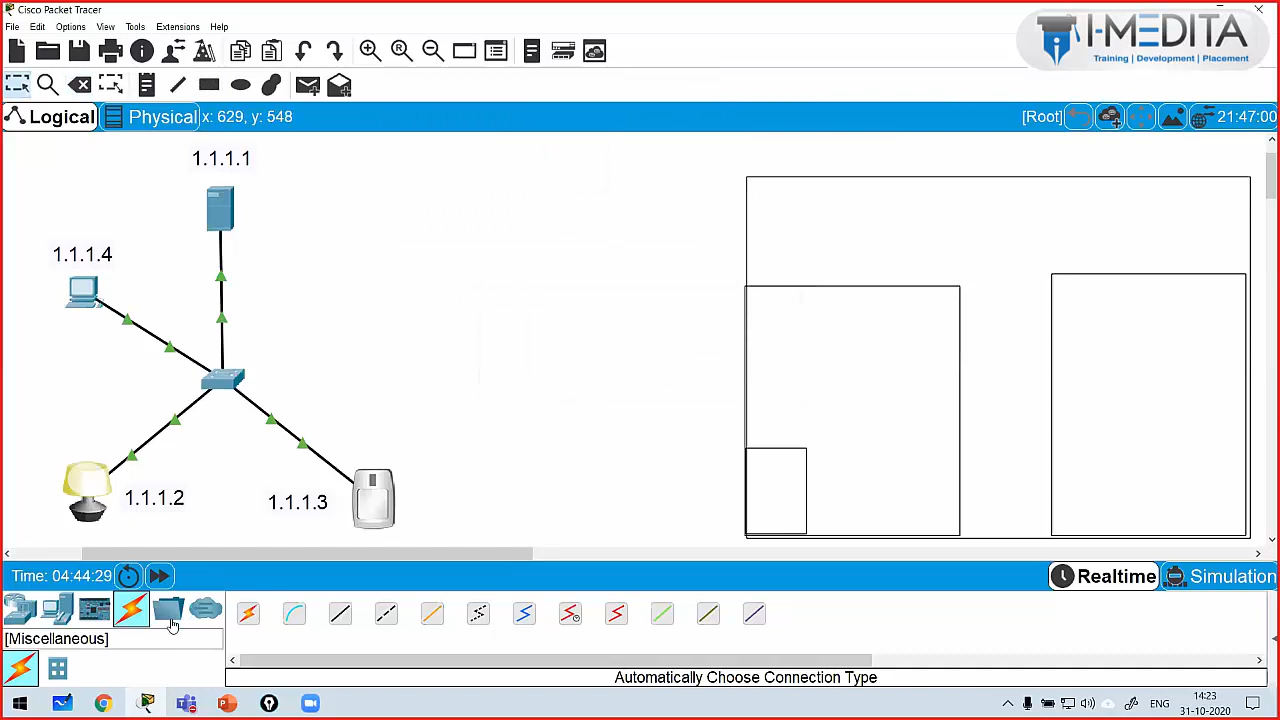 Cisco Packet Tracer
File Edit Options View Tools Extensions Help
I-MEDITA
Training | Development | Placement
Logical Physical x: 629, y: 548 [Root] 21:47:00
1.1.1.1
1.1.1.4
1.1.1.2
1.1.1.3
Time: 04:44:29 Realtime Simulation
[Miscellaneous]
Automatically Choose Connection Type
ENG
14:23
31-10-2020